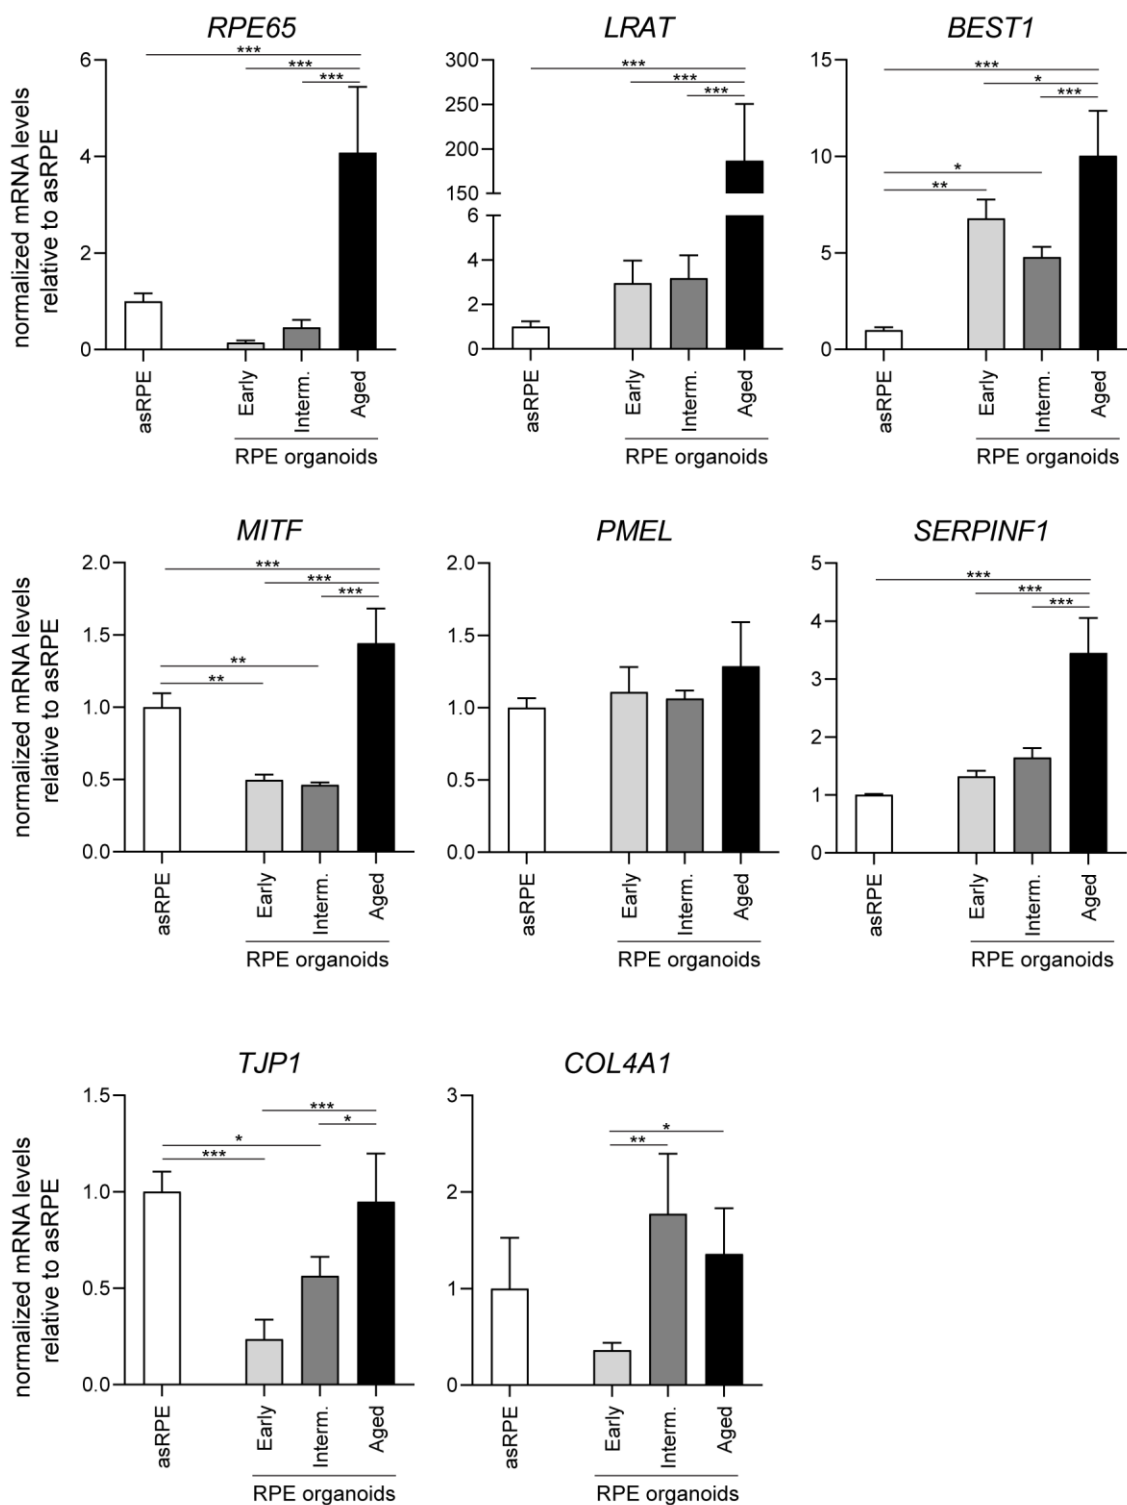 RPE65
LRAT
BEST1
normalized mRNA levels
relative to asRPE
6
4
2
0
***
***
***
asRPE
Early
Interm.
Aged
RPE organoids
300
250
200
150
6
4
2
0
***
***
***
asRPE
Early
Interm.
Aged
RPE organoids
15
10
5
0
***
*
***
*
**
asRPE
Early
Interm.
Aged
RPE organoids
MITF
PMEL
SERPINF1
normalized mRNA levels
relative to asRPE
2.0
1.5
1.0
0.5
0.0
***
***
***
**
**
asRPE
Early
Interm.
Aged
RPE organoids
2.0
1.5
1.0
0.5
0.0
asRPE
Early
Interm.
Aged
RPE organoids
5
4
3
2
1
0
***
***
***
asRPE
Early
Interm.
Aged
RPE organoids
TJP1
COL4A1
normalized mRNA levels
relative to asRPE
1.5
1.0
0.5
0.0
***
*
*
***
asRPE
Early
Interm.
Aged
RPE organoids
3
2
1
0
*
**
asRPE
Early
Interm.
Aged
RPE organoids